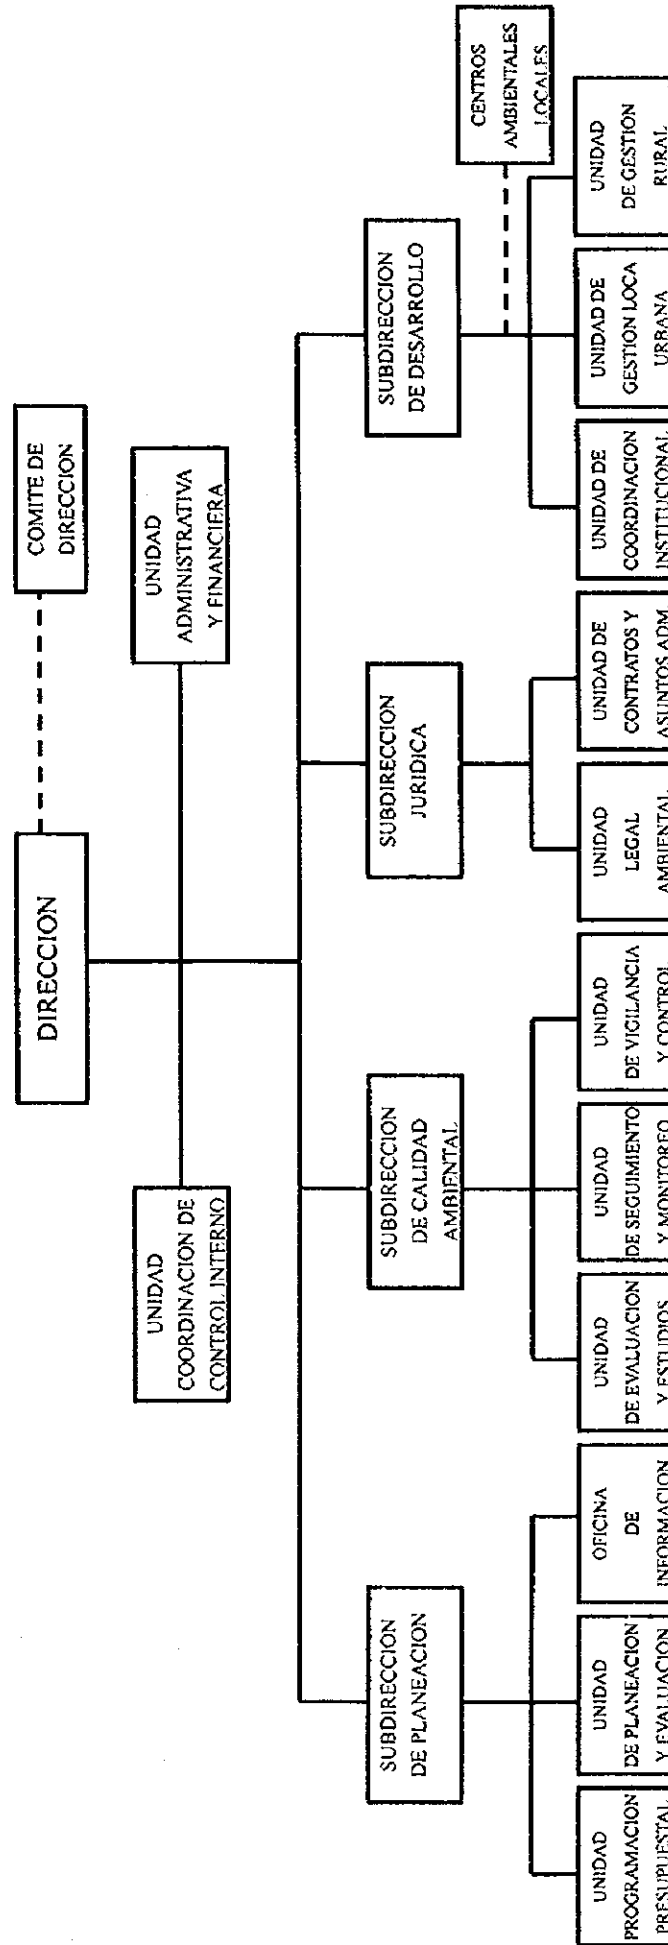 DIRECCION
COMITE DE
DIRECCION
UNIDAD
COORDINACION DE
CONTROL INTERNO
UNIDAD
ADMINISTRATIVA
Y FINANCIERA
SUBDIRECCION
DE PLANEACION
SUBDIRECCION
DE CALIDAD
AMBIENTAL
SUBDIRECCION
JURIDICA
SUBDIRECCION
DE DESARROLLO
CENTROS
AMBIENTALES
LOCALES
UNIDAD
PROGRAMACION
PRESUPUESTAL
UNIDAD
DE PLANEACION
Y EVALUACION
OFICINA
DE
INFORMACION
UNIDAD
DE EVALUACION
Y ESTUDIOS
UNIDAD
DE SEGUIMIENTO
Y MONITOREO
UNIDAD
DE VIGILANCIA
Y CONTROL
UNIDAD
LEGAL
AMBIENTAL
UNIDAD DE
CONTRATOS Y
ASUNTOS ADM
UNIDAD DE
COORDINACION
INSTITUCIONAL
UNIDAD DE
GESTION LOCA
URBANA
UNIDAD
DE GESTION
RURAL